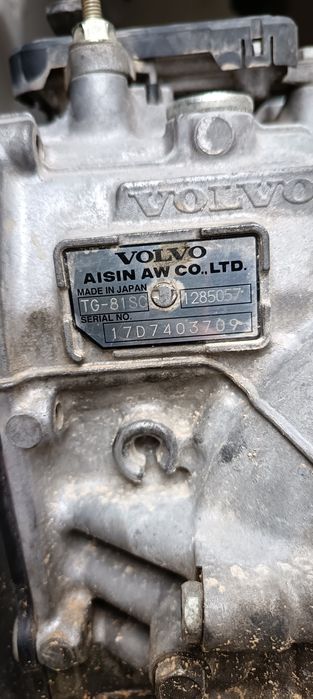 VOLVO
VOLVO
AISIN AW CO.,LTD.
MADE IN JAPAN
TG-81SC 1285057
SERIAL NO.
17D7403709